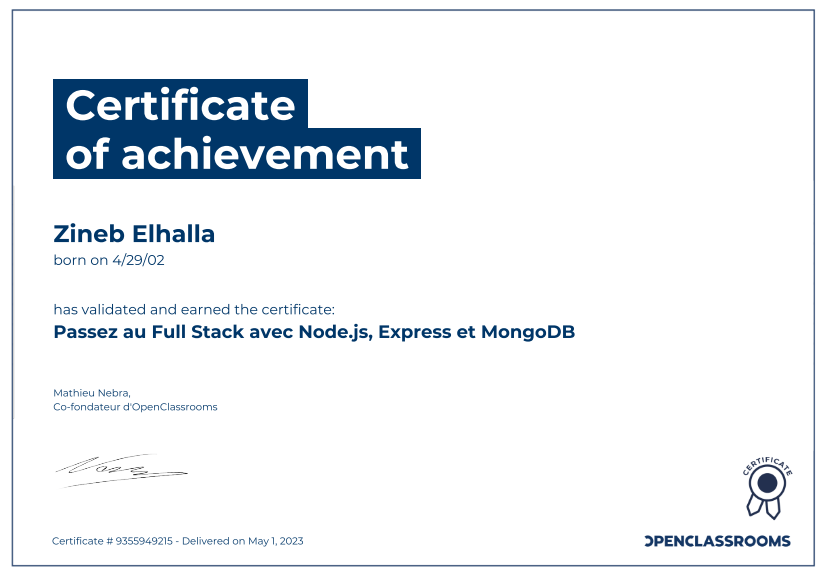 Certificate
of achievement
Zineb Elhalla
born on 4/29/02
has validated and earned the certificate:
Passez au Full Stack avec Node.js, Express et MongoDB
Mathieu Nebra,
Co-fondateur d'OpenClassrooms
CERTIFICATE
Certificate # 9355949215 - Delivered on May 1, 2023
OPENCLASSROOMS